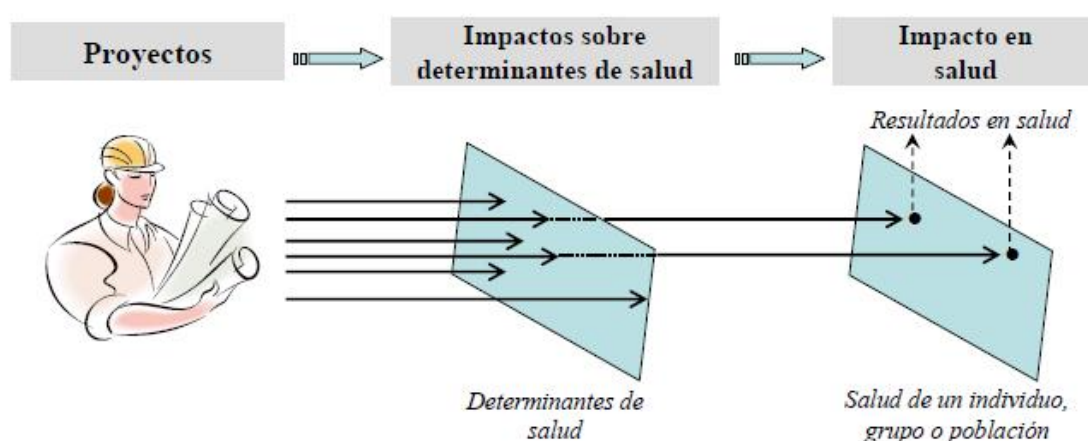 Proyectos
Impactos sobre
determinantes de salud
Impacto en
salud
Resultados en salud
Determinantes de
salud
Salud de un individuo,
grupo o población